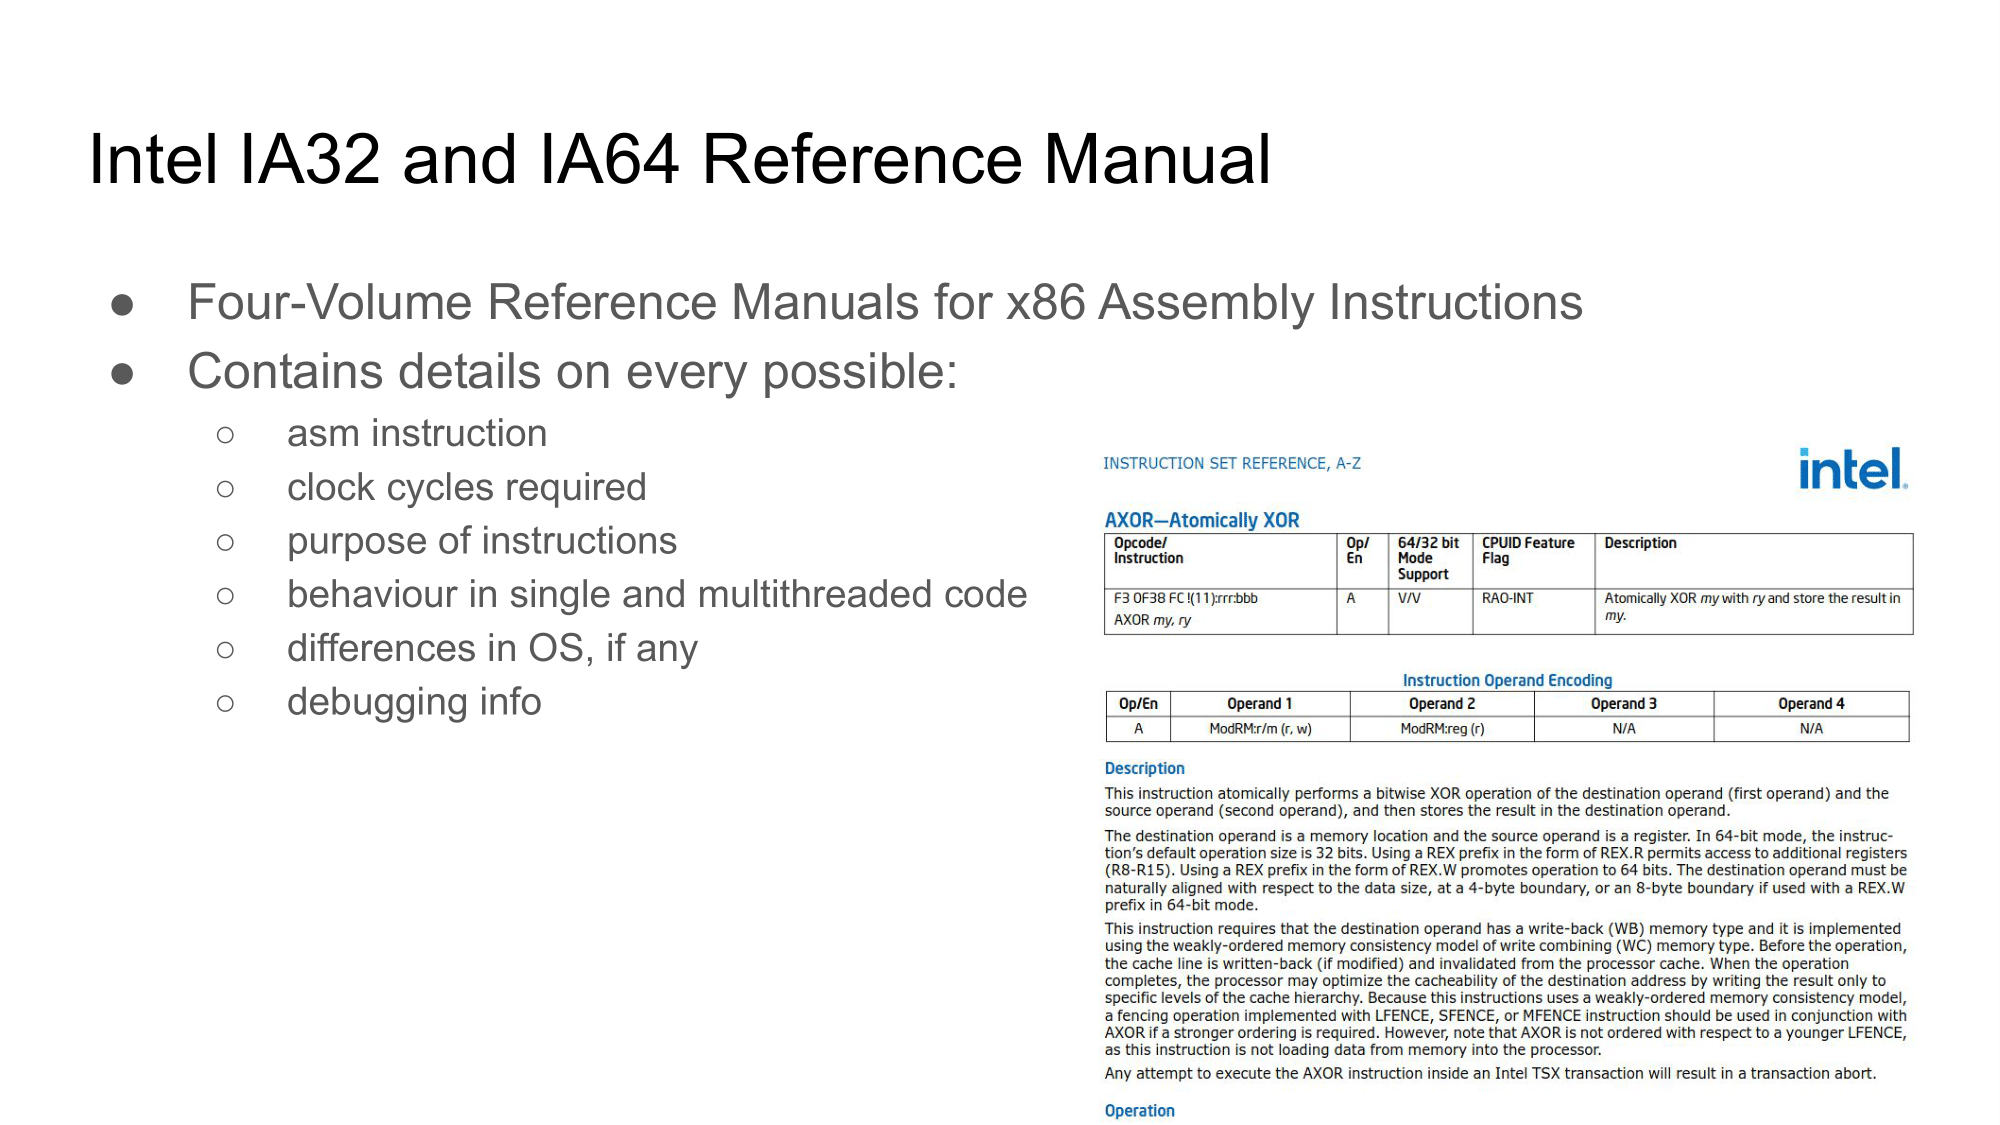 Intel IA32 and IA64 Reference Manual
● Four-Volume Reference Manuals for x86 Assembly Instructions
● Contains details on every possible:
○ asm instruction
○ clock cycles required
○ purpose of instructions
○ behaviour in single and multithreaded code
○ differences in OS, if any
○ debugging info
INSTRUCTION SET REFERENCE, A-Z
intel.
AXOR—Atomically XOR
Opcode/ Instruction | Op/ En | 64/32 bit Mode Support | CPUID Feature Flag | Description
F3 0F38 FC !(11):rrr:bbb AXOR my, ry | A | V/V | RAO-INT | Atomically XOR my with ry and store the result in my.
Instruction Operand Encoding
Op/En | Operand 1 | Operand 2 | Operand 3 | Operand 4
A | ModRM:r/m (r, w) | ModRM:reg (r) | N/A | N/A
Description
This instruction atomically performs a bitwise XOR operation of the destination operand (first operand) and the
source operand (second operand), and then stores the result in the destination operand.
The destination operand is a memory location and the source operand is a register. In 64-bit mode, the instruc-
tion's default operation size is 32 bits. Using a REX prefix in the form of REX.R permits access to additional registers
(R8-R15). Using a REX prefix in the form of REX.W promotes operation to 64 bits. The destination operand must be
naturally aligned with respect to the data size, at a 4-byte boundary, or an 8-byte boundary if used with a REX.W
prefix in 64-bit mode.
This instruction requires that the destination operand has a write-back (WB) memory type and it is implemented
using the weakly-ordered memory consistency model of write combining (WC) memory type. Before the operation,
the cache line is written-back (if modified) and invalidated from the processor cache. When the operation
completes, the processor may optimize the cacheability of the destination address by writing the result only to
specific levels of the cache hierarchy. Because this instructions uses a weakly-ordered memory consistency model,
a fencing operation implemented with LFENCE, SFENCE, or MFENCE instruction should be used in conjunction with
AXOR if a stronger ordering is required. However, note that AXOR is not ordered with respect to a younger LFENCE,
as this instruction is not loading data from memory into the processor.
Any attempt to execute the AXOR instruction inside an Intel TSX transaction will result in a transaction abort.
Operation